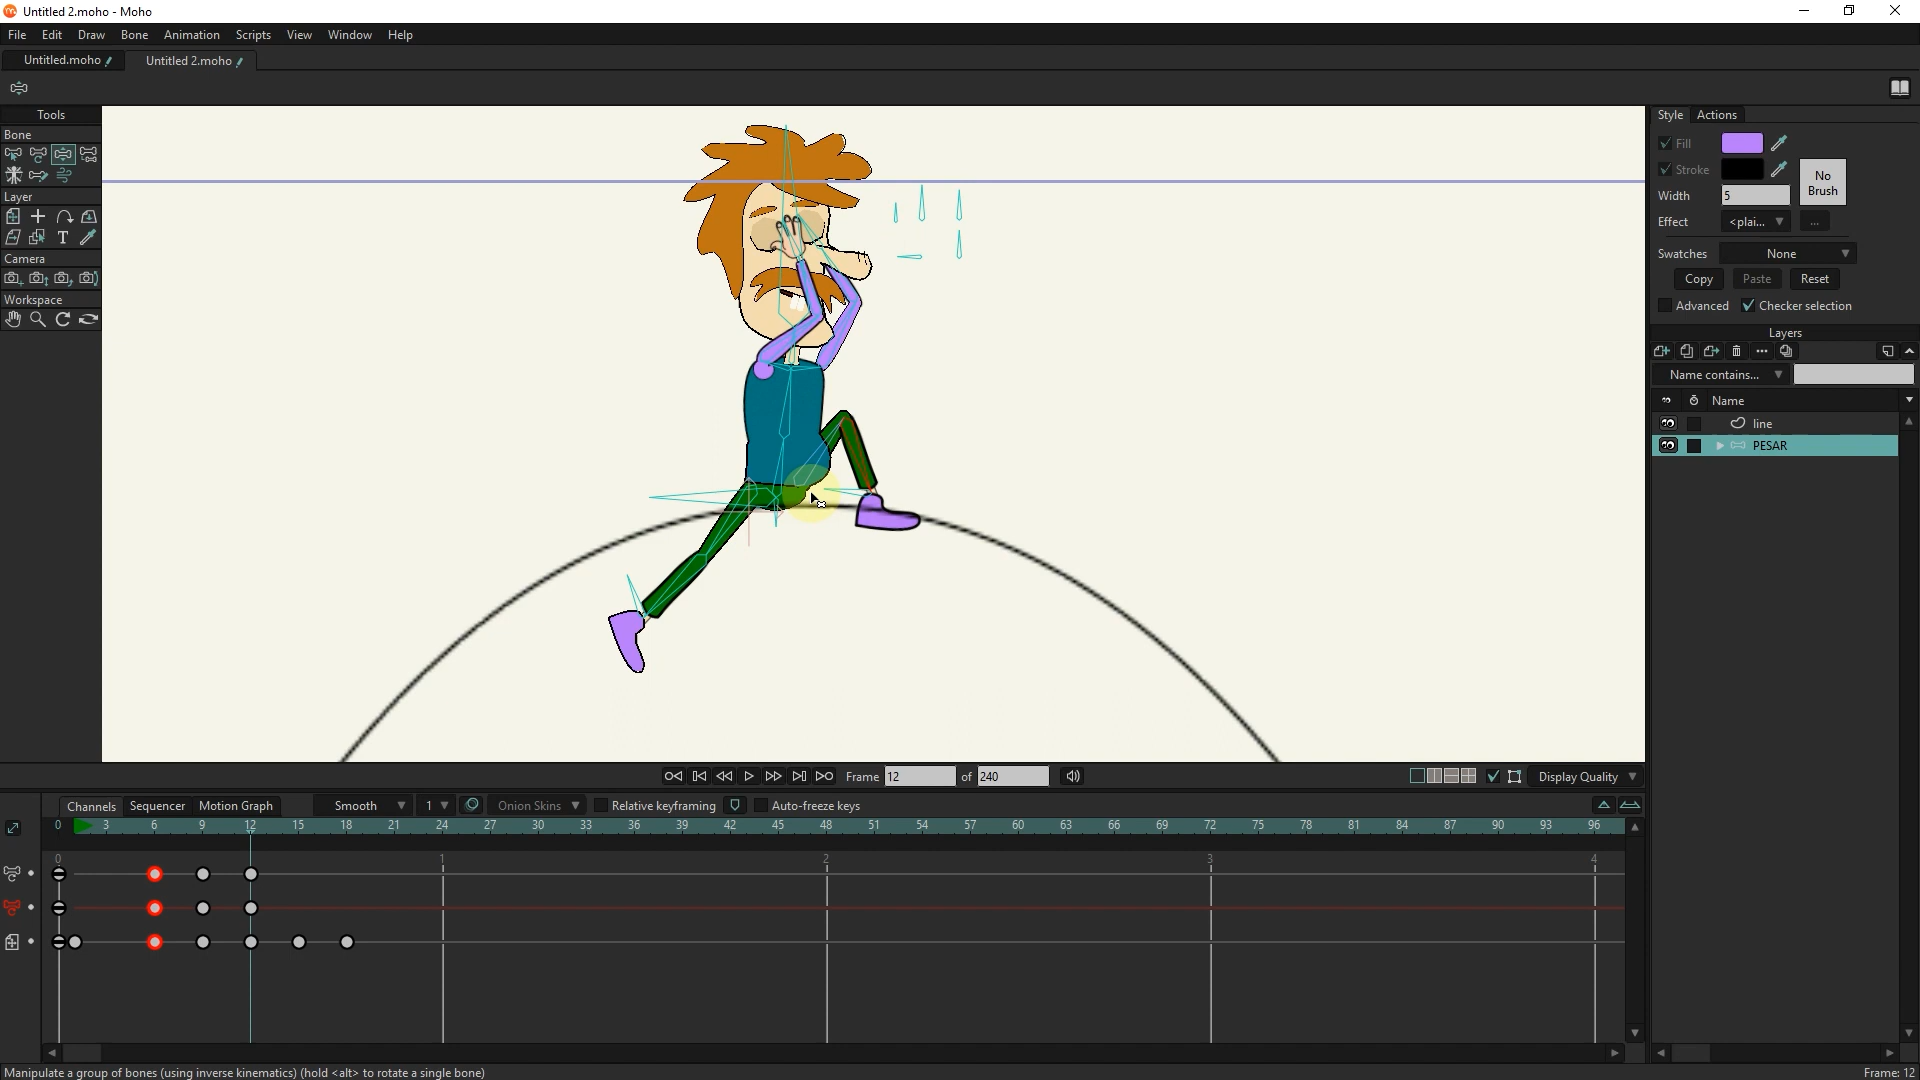 Untitled 2.moho - Moho
File Edit Draw Bone Animation Scripts View Window Help
Untitled.moho Untitled 2.moho
Tools
Bone
Layer
T
Camera
Workspace
Style Actions
Fill
Stroke
No Brush
Width 5
Effect <plai... ...
Swatches None
Copy Paste Reset
Advanced Checker selection
Layers
Name contains...
Name
line
PESAR
Frame 12 of 240 Display Quality
Channels Sequencer Motion Graph Smooth 1 Onion Skins Relative keyframing Auto-freeze keys
0 3 6 9 12 15 18 21 24 27 30 33 36 39 42 45 48 51 54 57 60 63 66 69 72 75 78 81 84 87 90 93 96
0 1 2 3 4
Manipulate a group of bones (using inverse kinematics) (hold <alt> to rotate a single bone) Frame: 12